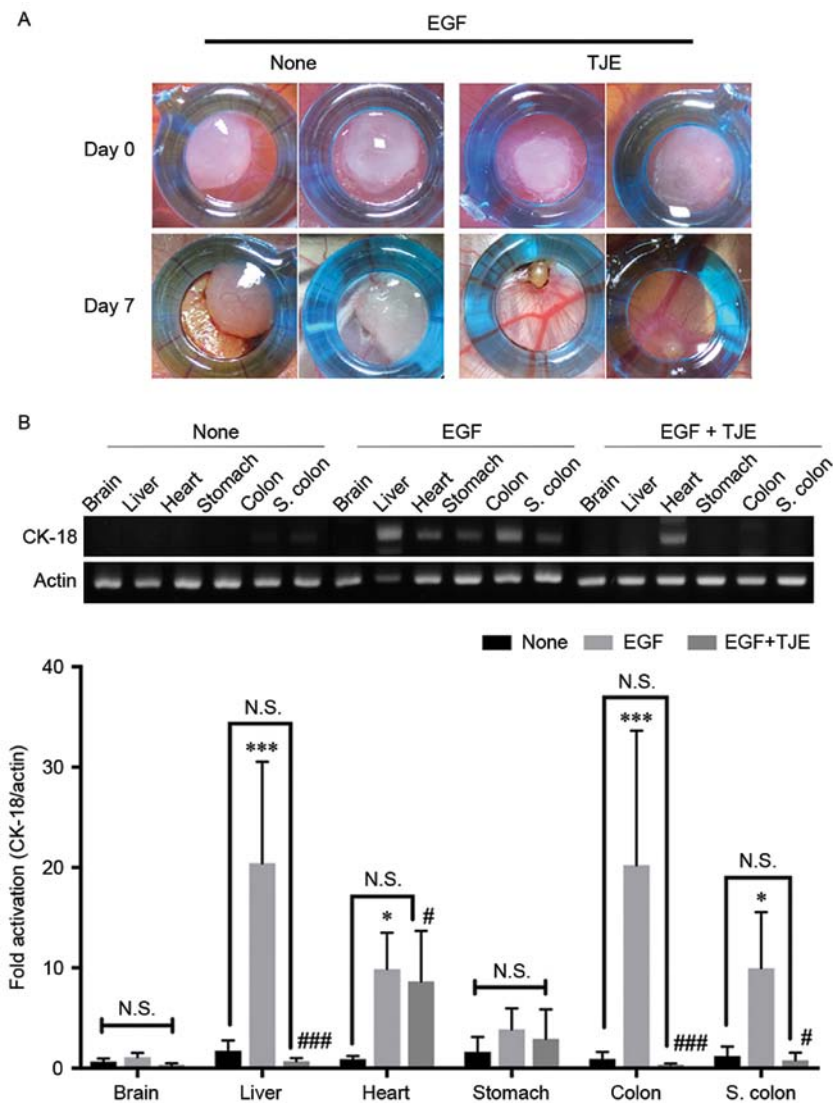 A
EGF
None TJE
Day 0
Day 7
B
None EGF EGF + TJE
Brain Liver Heart Stomach Colon S. colon Brain Liver Heart Stomach Colon S. colon Brain Liver Heart Stomach Colon S. colon
CK-18
Actin
None EGF EGF+TJE
Fold activation (CK-18/actin)
40
30
20
10
0
N.S.
N.S.
***
###
N.S.
*
#
N.S.
N.S.
***
###
N.S.
*
#
Brain Liver Heart Stomach Colon S. colon